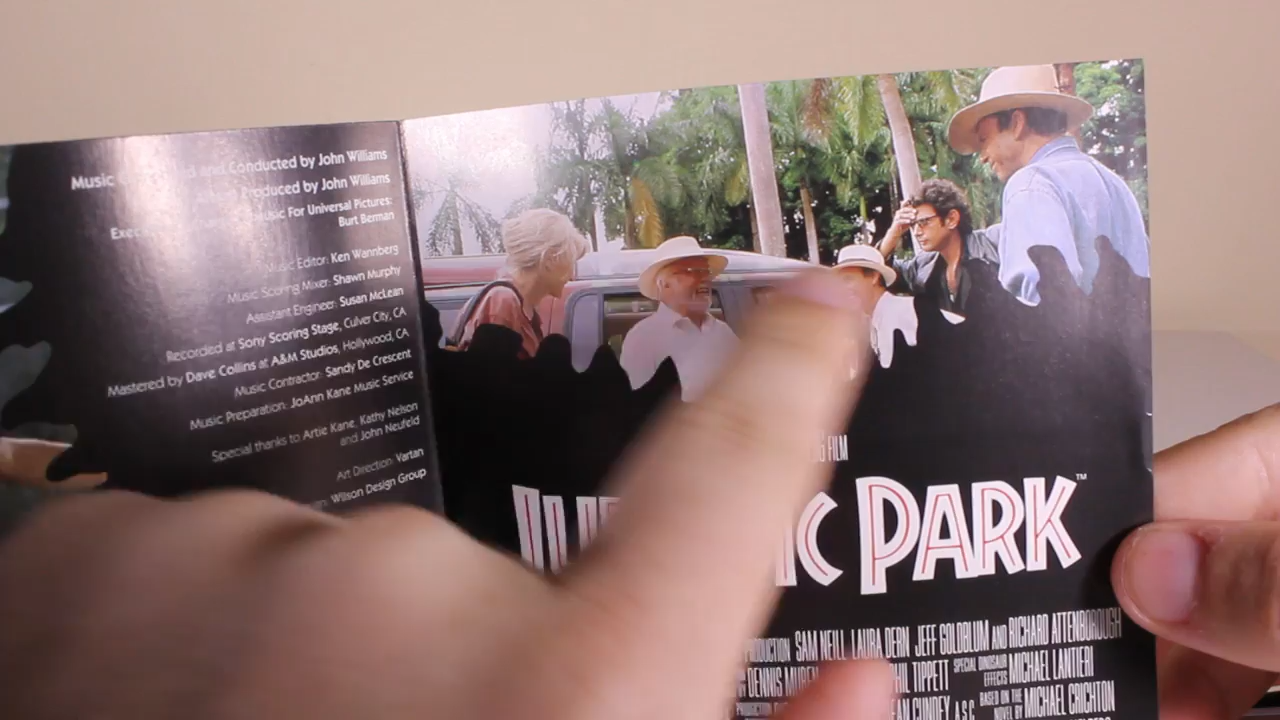 Music and Conducted by John Williams
Produced by John Williams
Music For Universal Pictures:
Burt Berman
Music Editor: Ken Wannberg
Music Scoring Mixer: Shawn Murphy
Assistant Engineer: Susan McLean
Recorded at Sony Scoring Stage, Culver City, CA
Mastered by Dave Collins at A&M Studios, Hollywood, CA
Music Contractor: Sandy De Crescent
Music Preparation: JoAnn Kane Music Service
Special thanks to Artie Kane, Kathy Nelson
and John Neufeld
Art Direction: Vartan
Wilson Design Group
FILM
PARK™
SAM NEILL LAURA DERN JEFF GOLDBLUM AND RICHARD ATTENBOROUGH
DENNIS TIPPETT SPECIAL DINOSAUR EFFECTS MICHAEL LANTIERI
CUNDEY A.S.C. BASED ON THE NOVEL BY MICHAEL CRICHTON